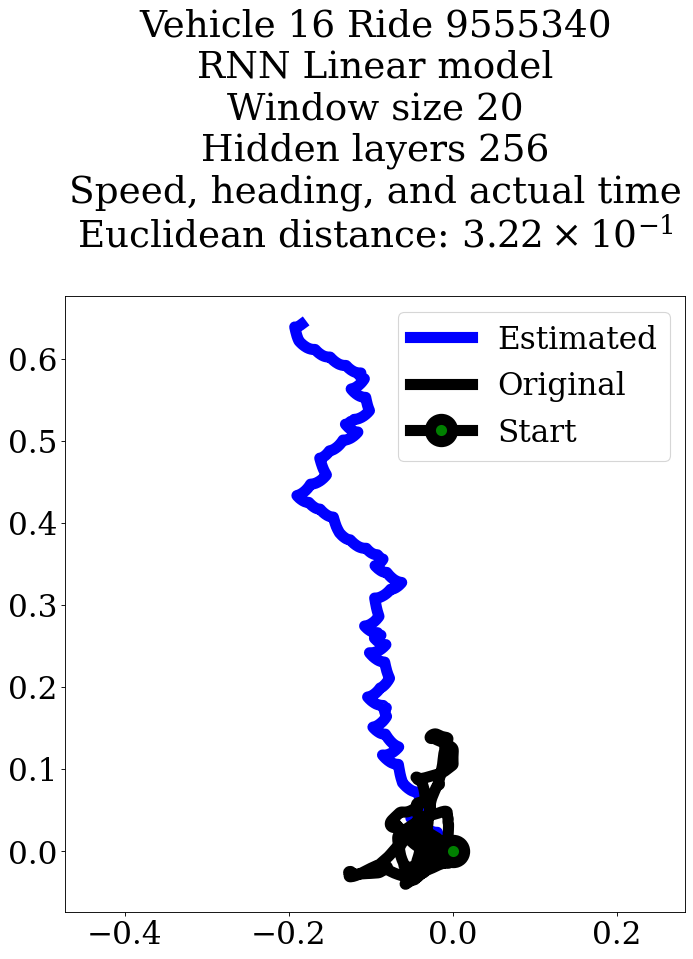 Vehicle 16 Ride 9555340
RNN Linear model
Window size 20
Hidden layers 256
Speed, heading, and actual time
Euclidean distance: 3.22 × 10⁻¹
Estimated
Original
Start
0.6
0.5
0.4
0.3
0.2
0.1
0.0
−0.4 −0.2 0.0 0.2